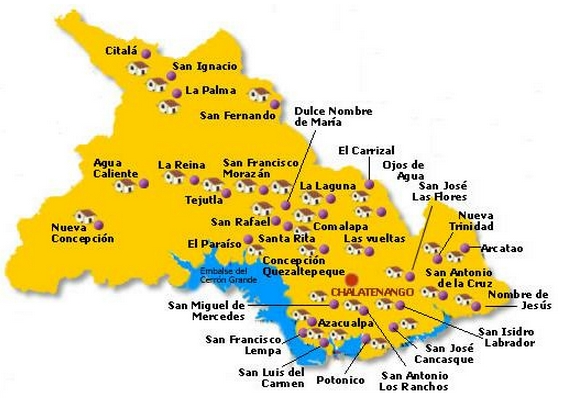 Citalá
San Ignacio
La Palma
San Fernando
Dulce Nombre
de María
El Carrizal
Ojos de
Agua
San José
Las Flores
Agua
Caliente
La Reina
San Francisco
Morazán
Tejutla
La Laguna
Nueva
Trinidad
Nueva
Concepción
San Rafael
Comalapa
El Paraíso
Santa Rita
Las vueltas
Arcatao
Concepción
Quezaltepeque
Embalse del
Cerrón Grande
San Antonio
de la Cruz
CHALATENANGO
Nombre de
Jesús
San Miguel de
Mercedes
Azacualpa
San Isidro
Labrador
San Francisco
Lempa
San José
Cancasque
San Luis del
Carmen
Potonico
San Antonio
Los Ranchos